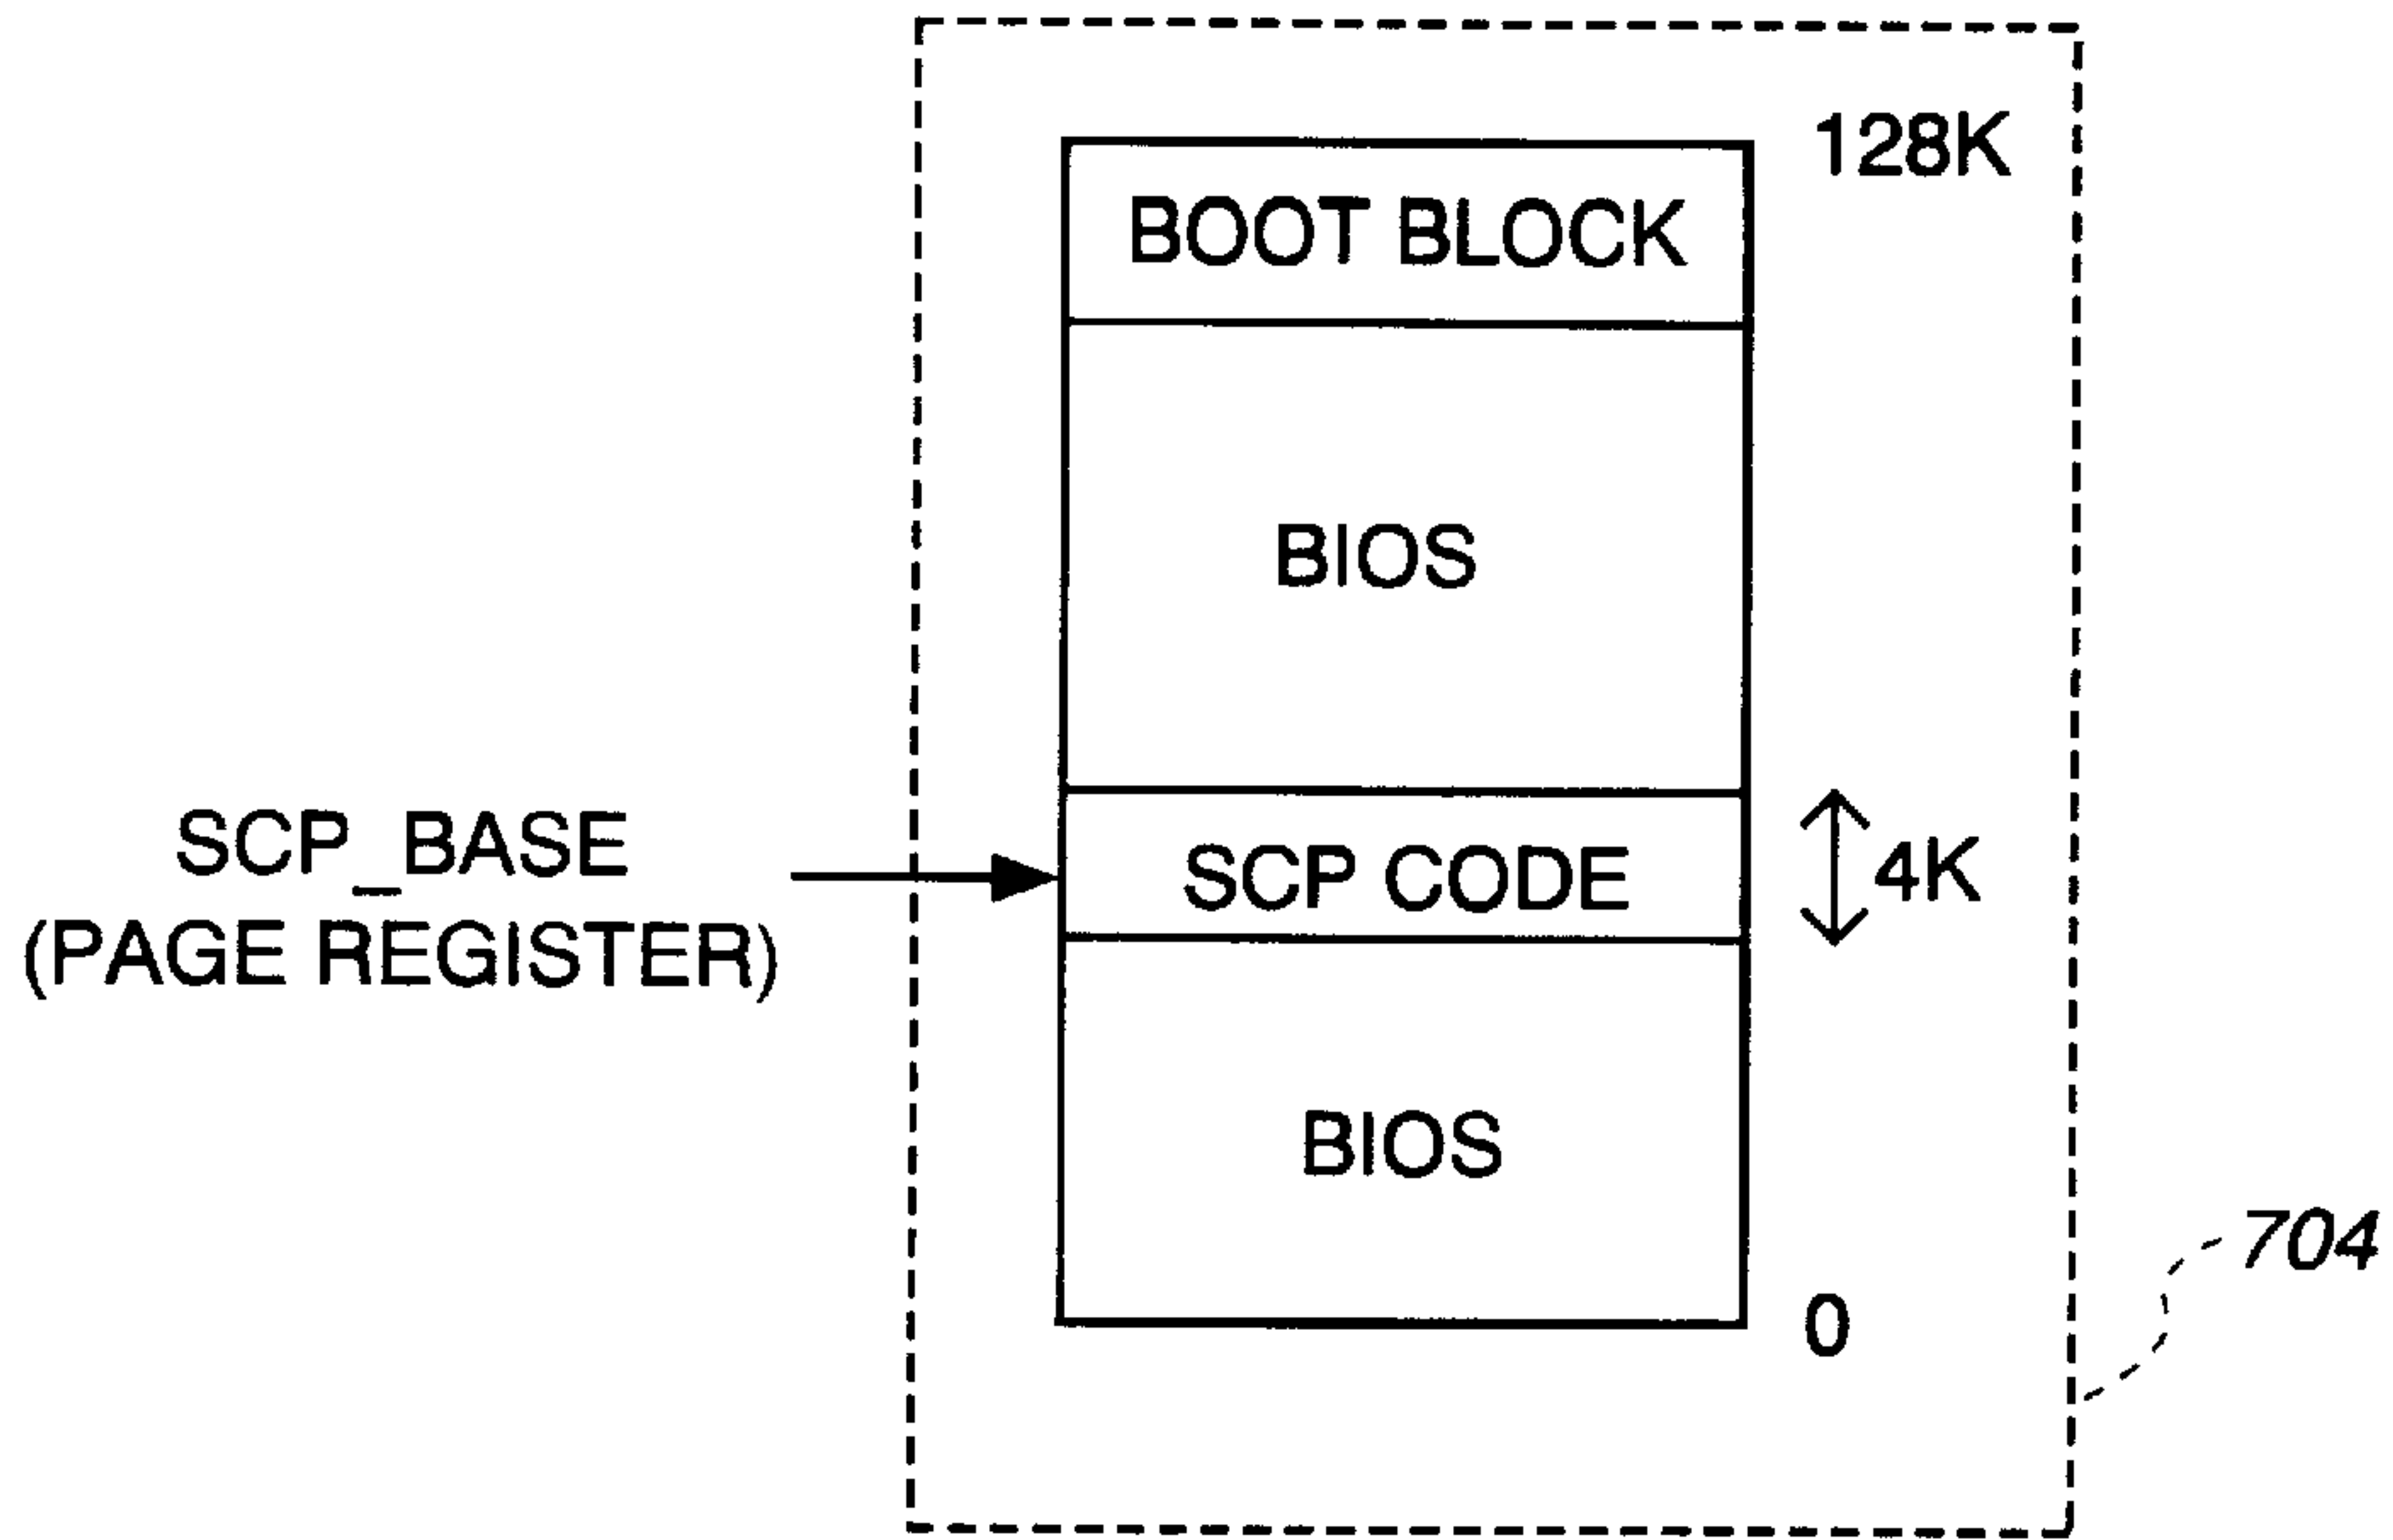 128K
BOOT BLOCK
BIOS
SCP_BASE
(PAGE REGISTER)
SCP CODE
4K
BIOS
704
0